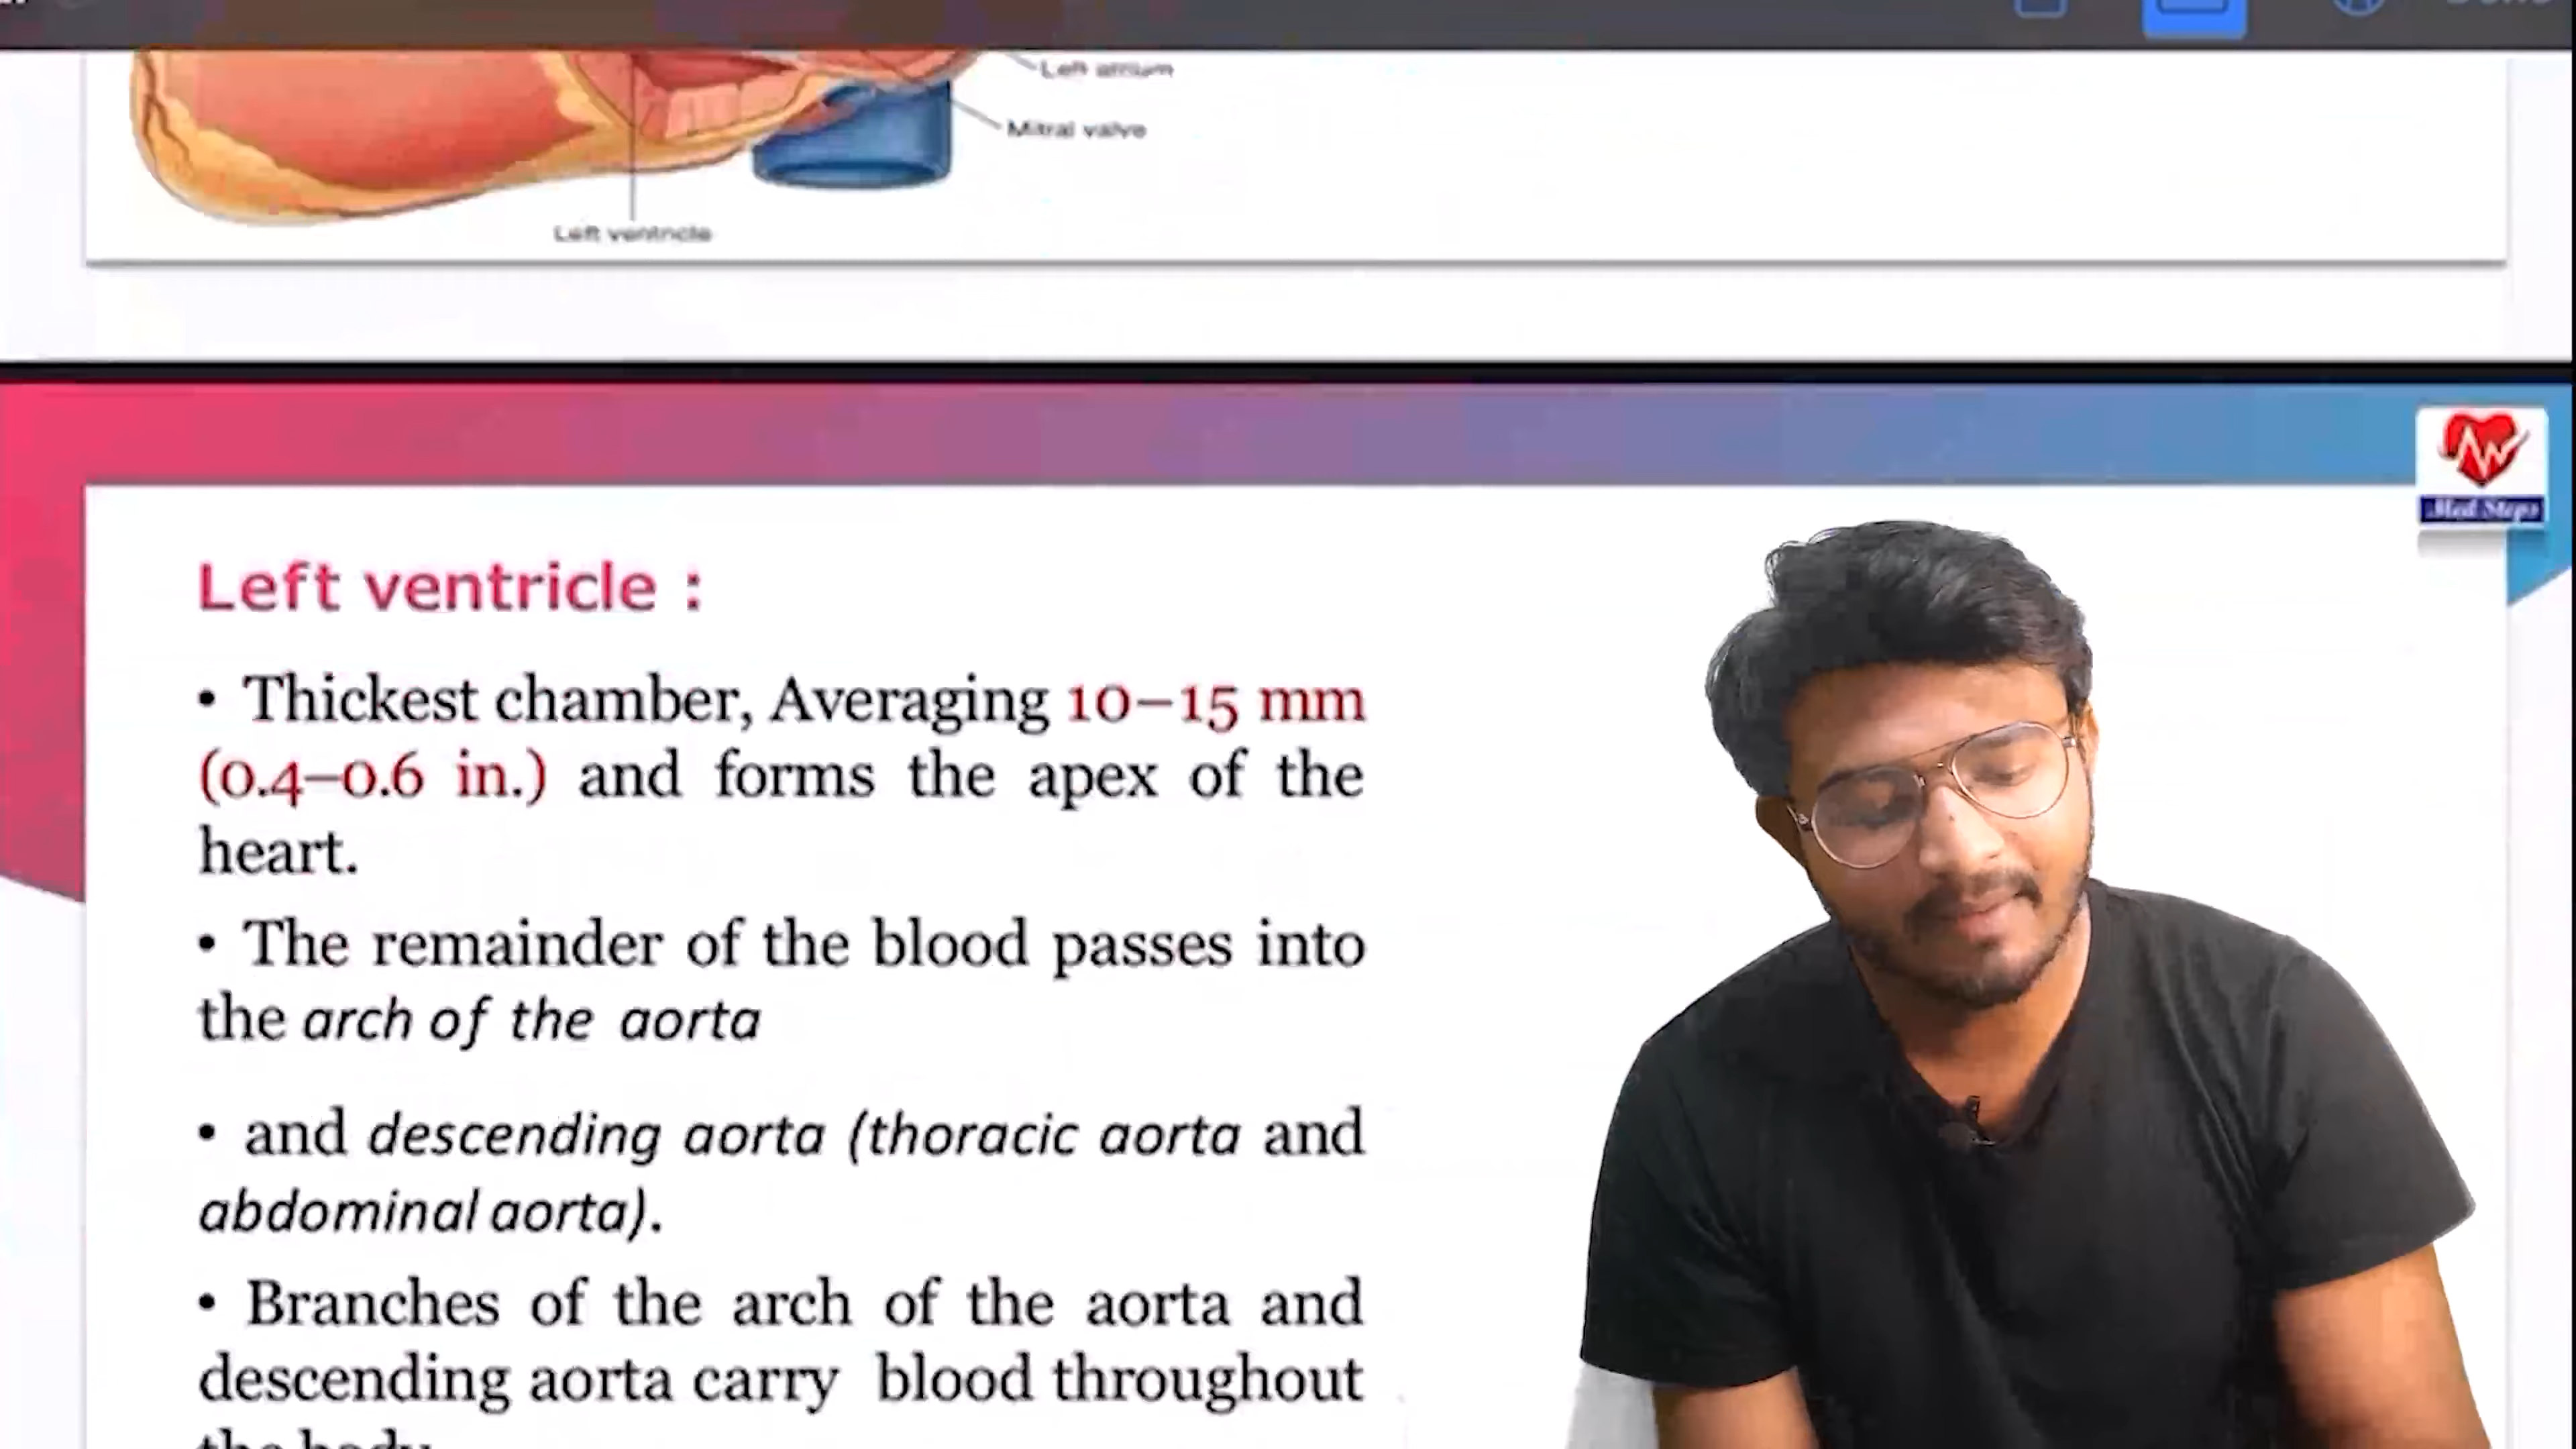 Left atrium
Mitral valve
Left ventricle
Med Steps
Left ventricle :
• Thickest chamber, Averaging 10–15 mm
(0.4–0.6 in.) and forms the apex of the
heart.
• The remainder of the blood passes into
the arch of the aorta
• and descending aorta (thoracic aorta and
abdominal aorta).
• Branches of the arch of the aorta and
descending aorta carry blood throughout
the body